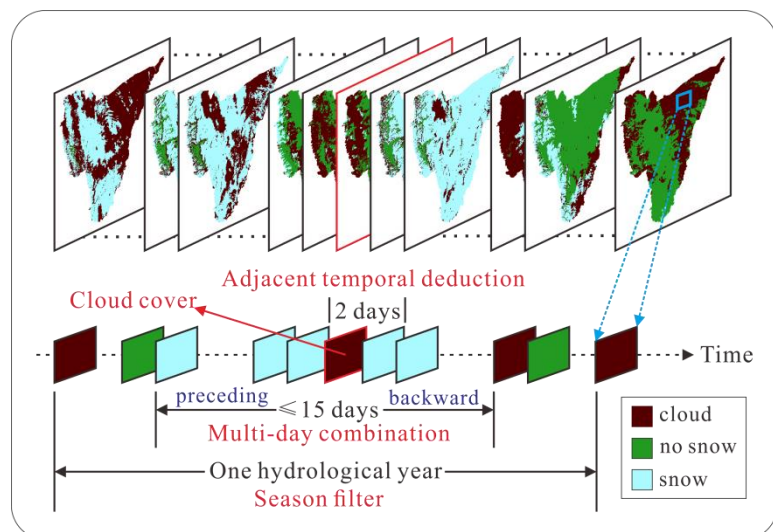 Adjacent temporal deduction
Cloud cover
2 days
Time
preceding
≤15 days
backward
Multi-day combination
One hydrological year
Season filter
cloud
no snow
snow